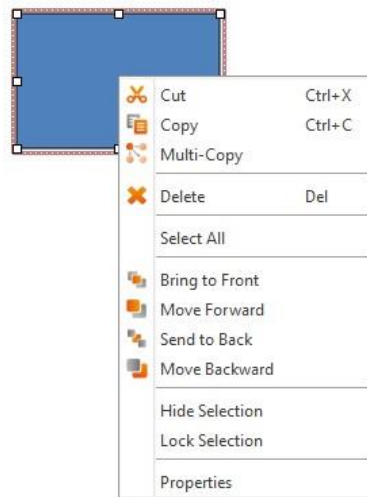 Cut Ctrl+X
Copy Ctrl+C
Multi-Copy
Delete Del
Select All
Bring to Front
Move Forward
Send to Back
Move Backward
Hide Selection
Lock Selection
Properties